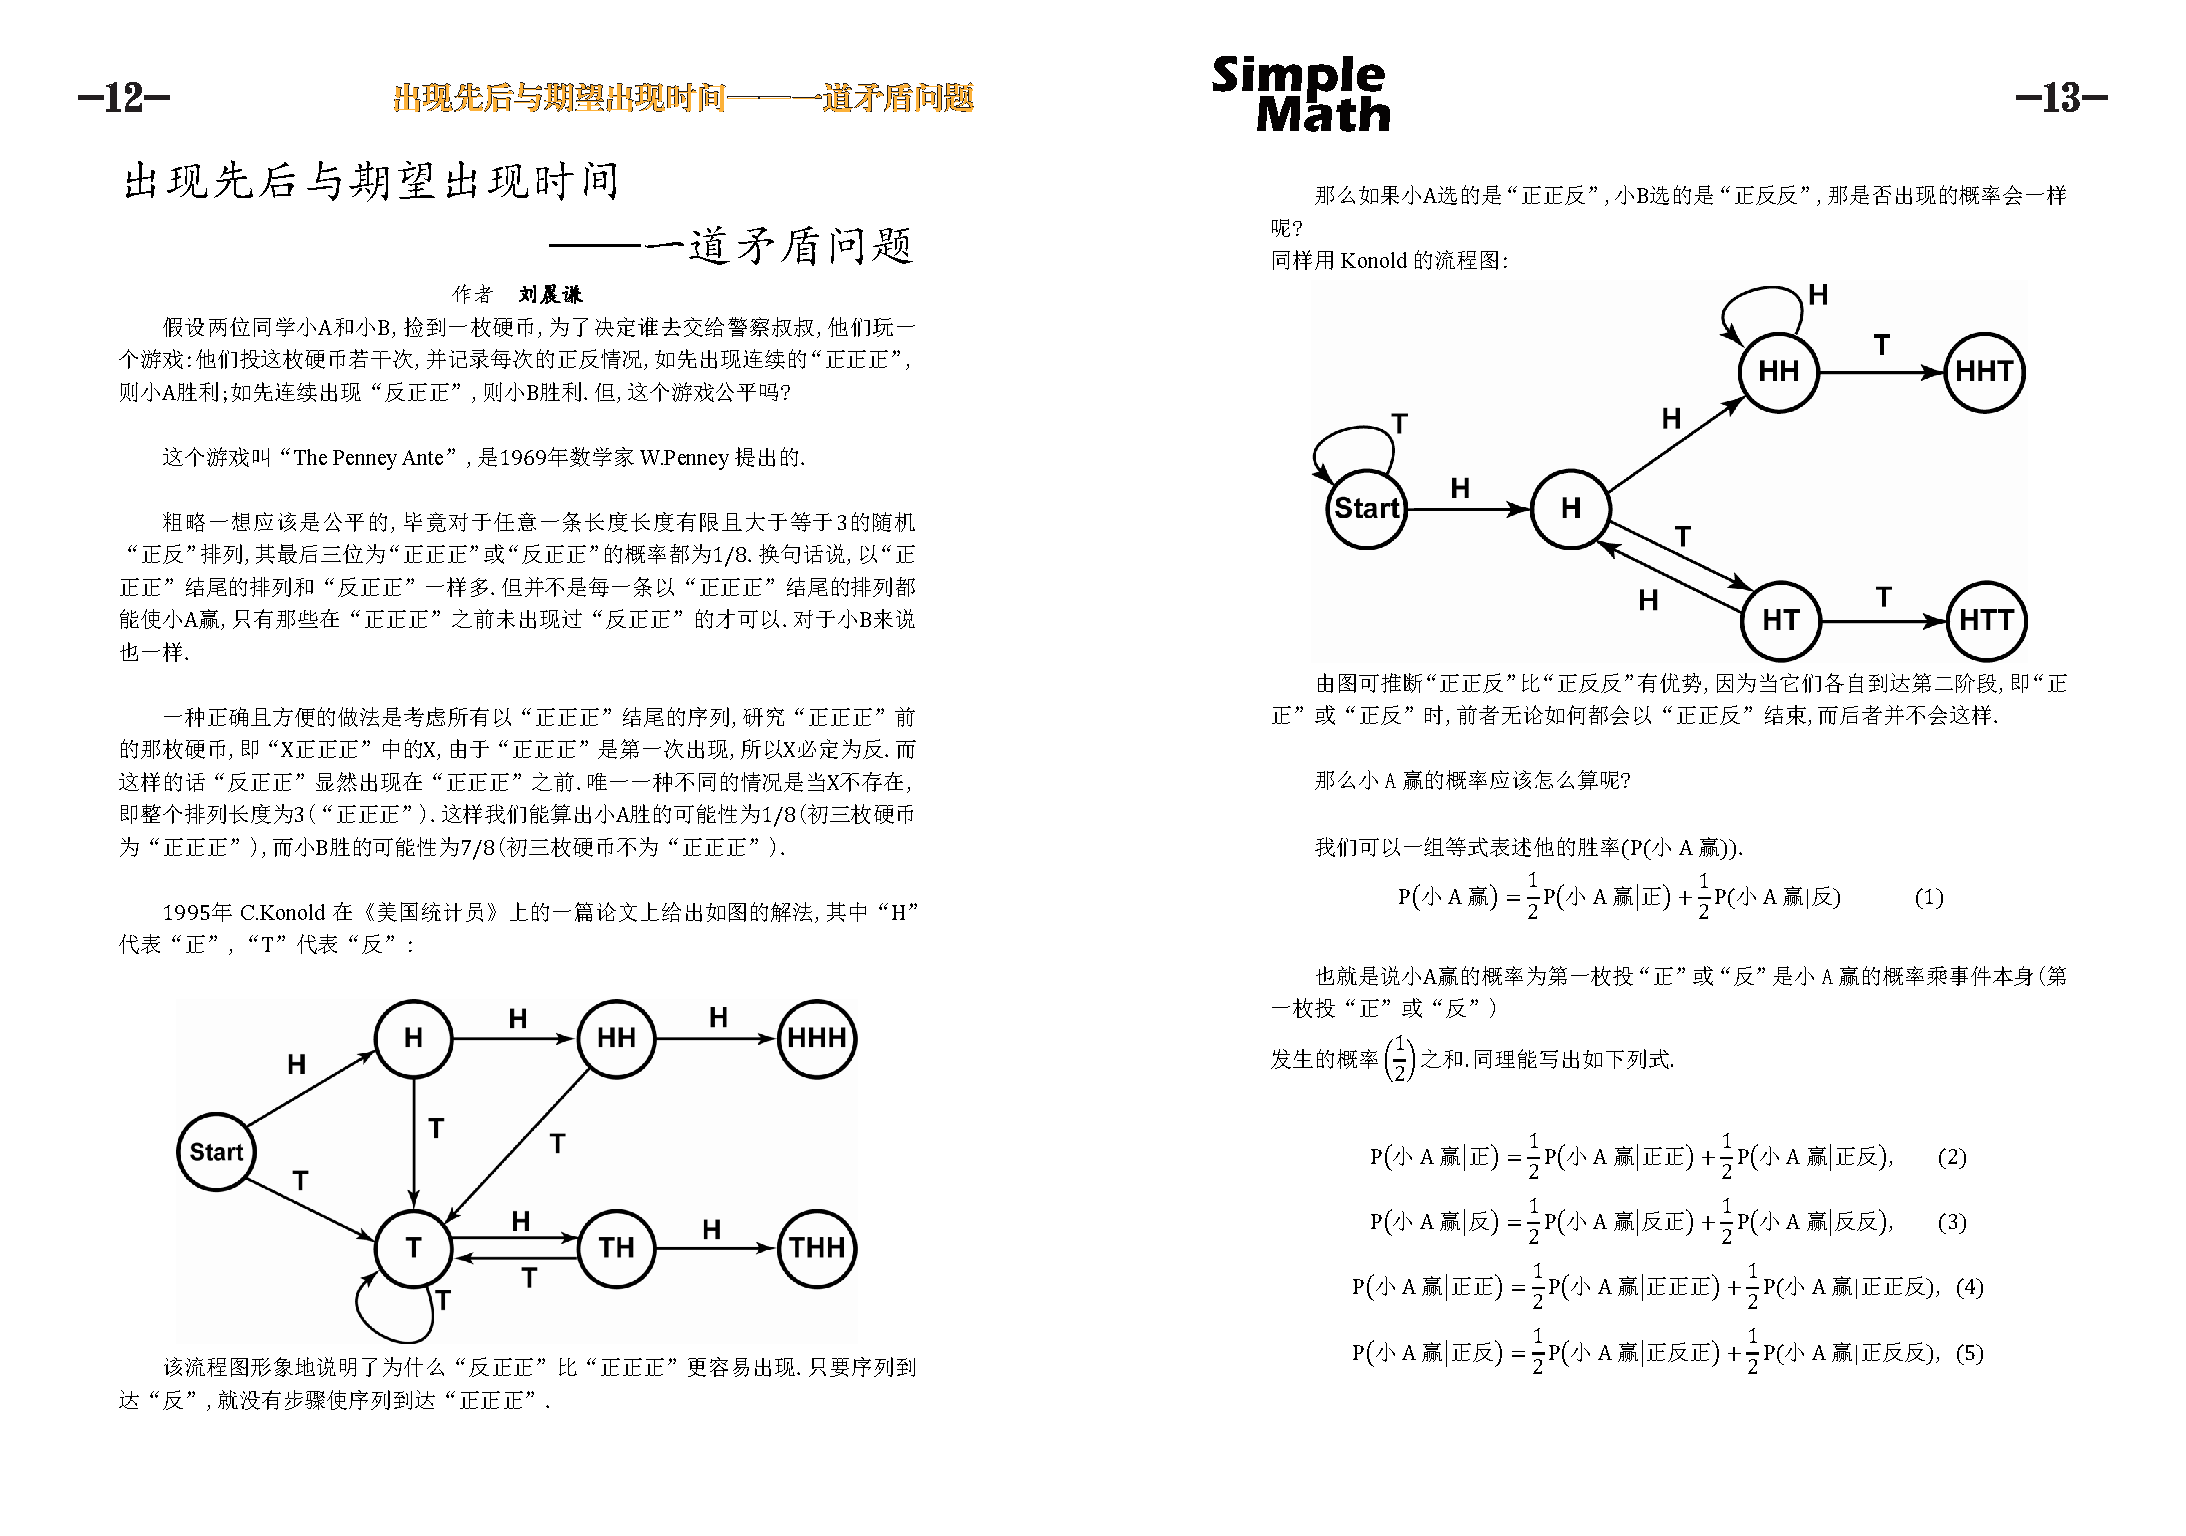 –12–
出现先后与期望出现时间———一道矛盾问题
出现先后与期望出现时间
——一道矛盾问题
作者 刘晨谦
假设两位同学小A和小B,捡到一枚硬币,为了决定谁去交给警察叔叔,他们玩一
个游戏:他们投这枚硬币若干次,并记录每次的正反情况,如先出现连续的“正正正”,
则小A胜利;如先连续出现“反正正”,则小B胜利.但,这个游戏公平吗?
这个游戏叫“The Penney Ante”,是1969年数学家 W.Penney 提出的.
粗略一想应该是公平的,毕竟对于任意一条长度长度有限且大于等于3的随机
“正反”排列,其最后三位为“正正正”或“反正正”的概率都为1/8.换句话说,以“正
正正”结尾的排列和“反正正”一样多.但并不是每一条以“正正正”结尾的排列都
能使小A赢,只有那些在“正正正”之前未出现过“反正正”的才可以.对于小B来说
也一样.
一种正确且方便的做法是考虑所有以“正正正”结尾的序列,研究“正正正”前
的那枚硬币,即“X正正正”中的X,由于“正正正”是第一次出现,所以X必定为反.而
这样的话“反正正”显然出现在“正正正”之前.唯一一种不同的情况是当X不存在,
即整个排列长度为3(“正正正”).这样我们能算出小A胜的可能性为1/8(初三枚硬币
为“正正正”),而小B胜的可能性为7/8(初三枚硬币不为“正正正”).
1995年 C.Konold 在《美国统计员》上的一篇论文上给出如图的解法,其中“H”
代表“正”,“T”代表“反”:
H H
H HH HHH
H
T
T
Start
T
H H
T TH THH
T
T
该流程图形象地说明了为什么“反正正”比“正正正”更容易出现.只要序列到
达“反”,就没有步骤使序列到达“正正正”.
Simple
Math
–13–
那么如果小A选的是“正正反”,小B选的是“正反反”,那是否出现的概率会一样
呢?
同样用 Konold 的流程图:
H
T
HH HHT
H
T
H
Start H
T
H
T
HT HTT
由图可推断“正正反”比“正反反”有优势,因为当它们各自到达第二阶段,即“正
正”或“正反”时,前者无论如何都会以“正正反”结束,而后者并不会这样.
那么小 A 赢的概率应该怎么算呢?
我们可以一组等式表述他的胜率(P(小 A 赢)).
P(小 A 赢) = 1/2 P(小 A 赢|正) + 1/2 P(小 A 赢|反) (1)
也就是说小A赢的概率为第一枚投“正”或“反”是小 A 赢的概率乘事件本身(第
一枚投“正”或“反”)
发生的概率(1/2)之和.同理能写出如下列式.
P(小 A 赢|正) = 1/2 P(小 A 赢|正正) + 1/2 P(小 A 赢|正反), (2)
P(小 A 赢|反) = 1/2 P(小 A 赢|反正) + 1/2 P(小 A 赢|反反), (3)
P(小 A 赢|正正) = 1/2 P(小 A 赢|正正正) + 1/2 P(小 A 赢|正正反), (4)
P(小 A 赢|正反) = 1/2 P(小 A 赢|正反正) + 1/2 P(小 A 赢|正反反), (5)